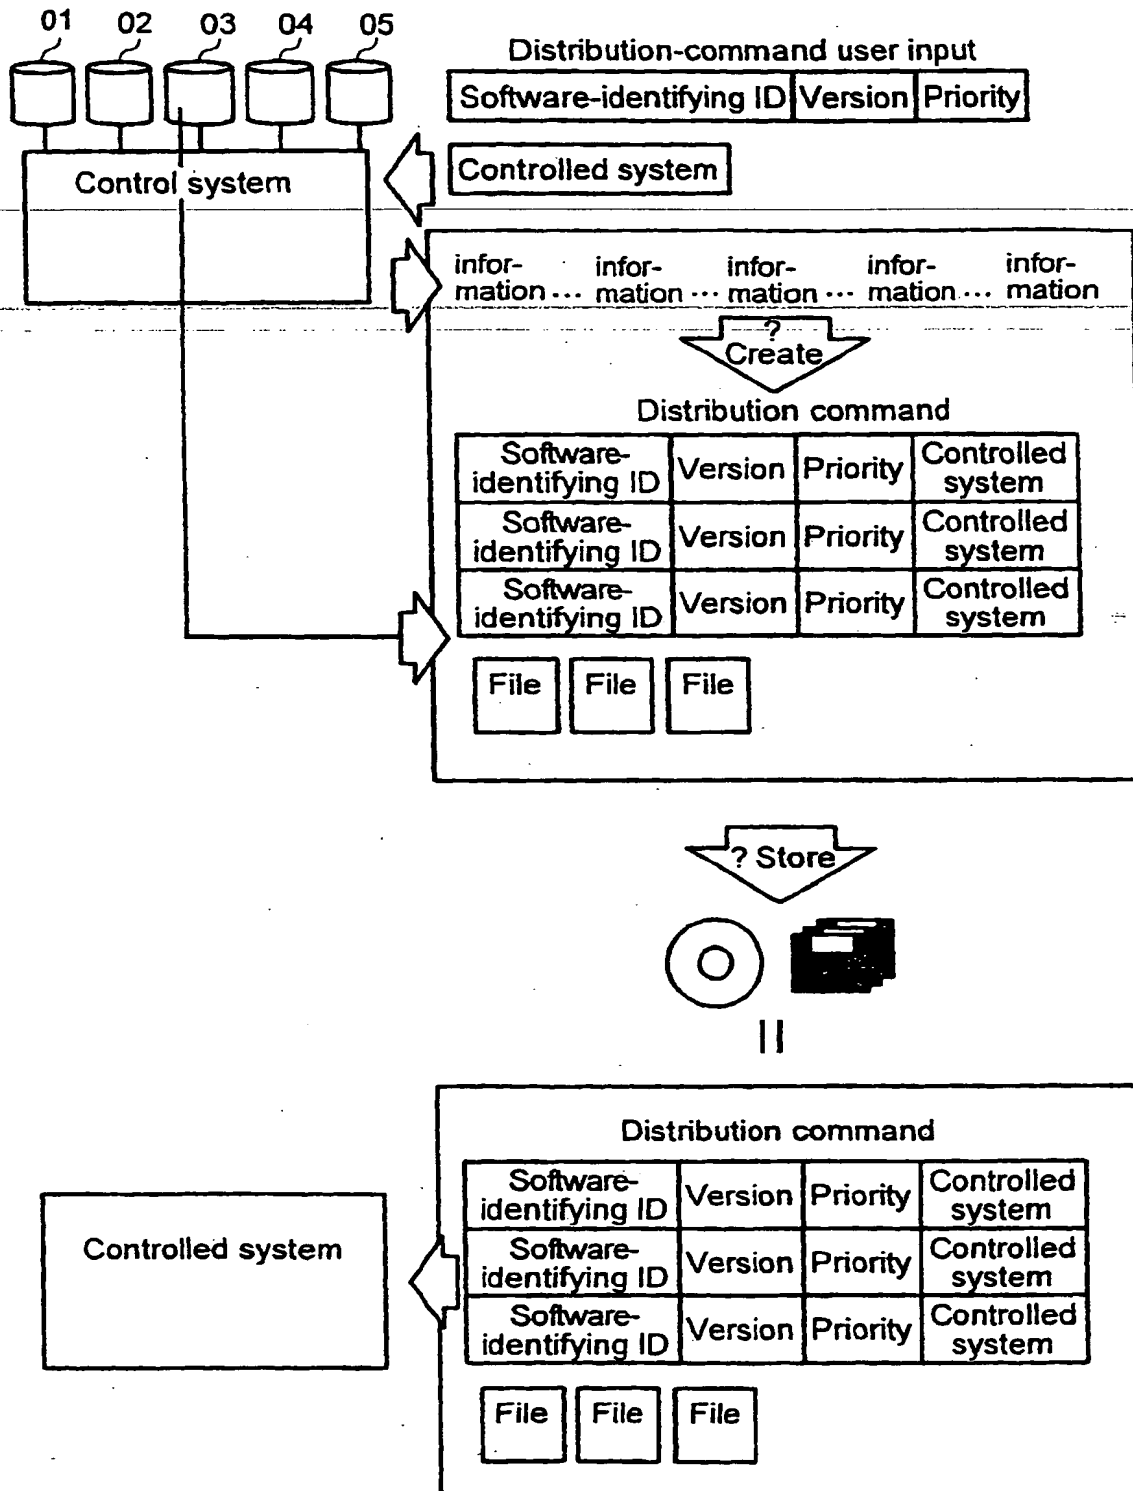 01 02 03 04 05
Distribution-command user input
Software-identifying ID Version Priority
Controlled system
Control system
infor- infor- infor- infor- infor-
mation ... mation ... mation ... mation ... mation
?
Create
Distribution command
Software- Version Priority Controlled
identifying ID system
Software- Version Priority Controlled
identifying ID system
Software- Version Priority Controlled
identifying ID system
File File File
? Store
Distribution command
Software- Version Priority Controlled
identifying ID system
Software- Version Priority Controlled
identifying ID system
Software- Version Priority Controlled
identifying ID system
Controlled system
File File File